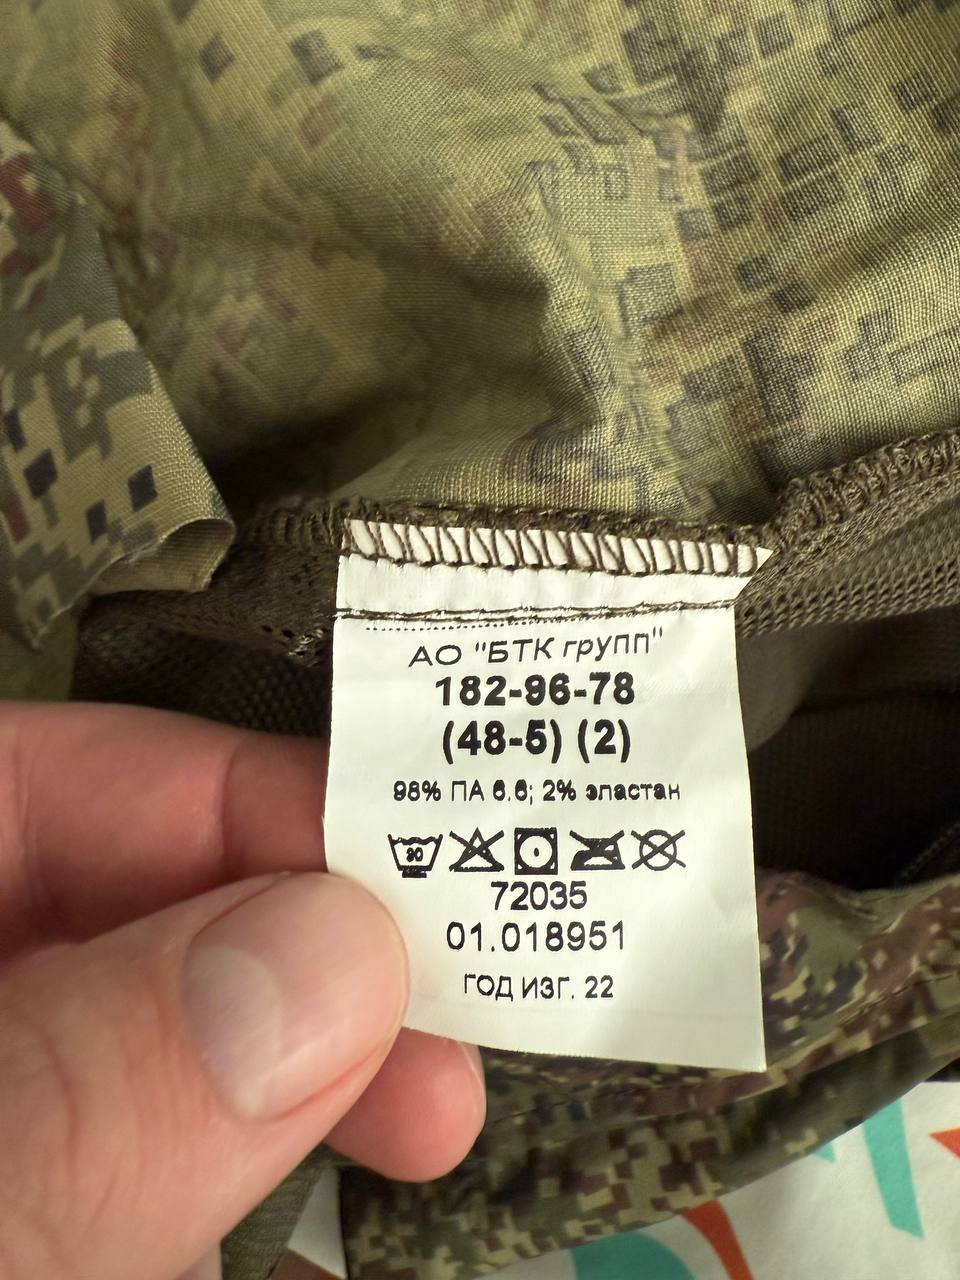 АО "БТК групп"
182-96-78
(48-5) (2)
98% ПА 6.6; 2% эластан
30
72035
01.018951
ГОД ИЗГ. 22